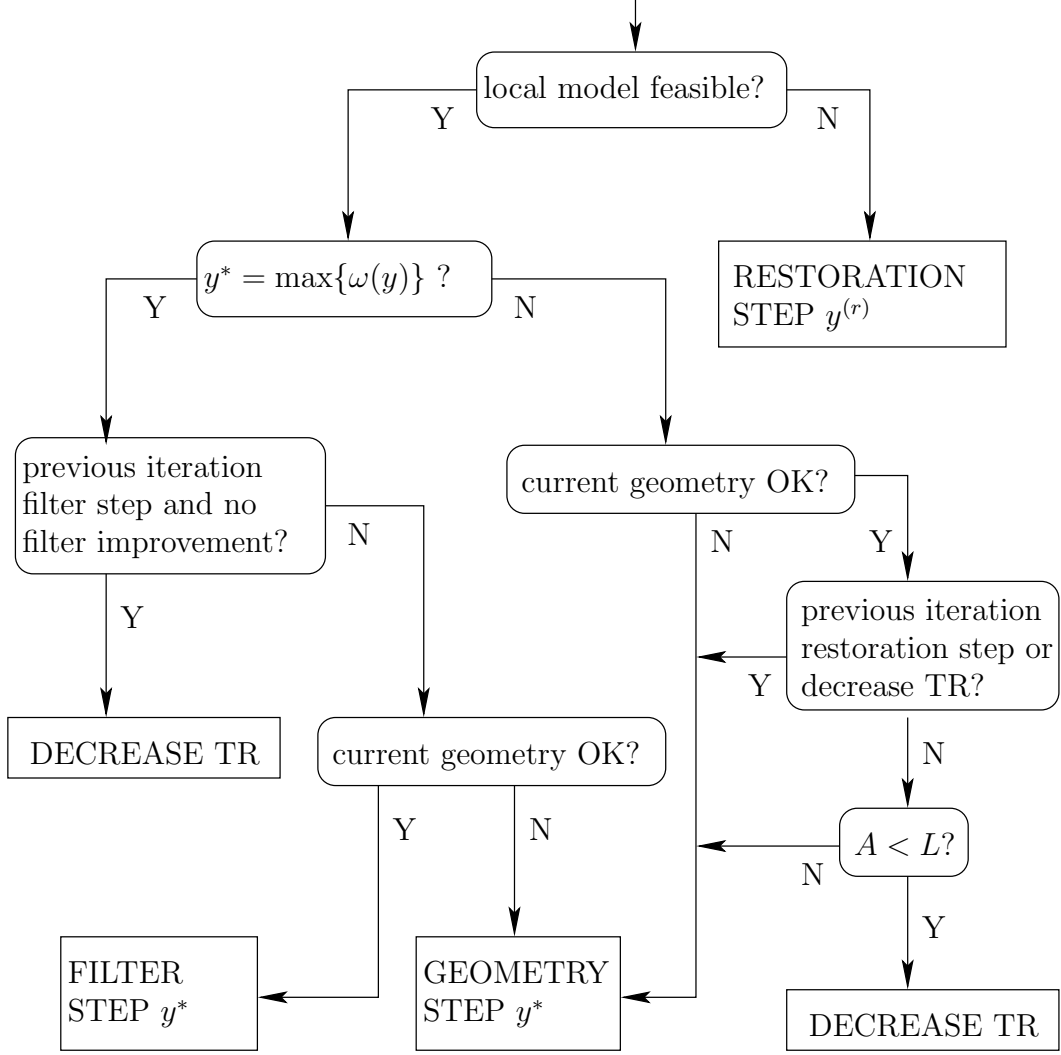 local model feasible?
Y
N
y* = max{ω(y)} ?
Y
N
RESTORATION
STEP y^(r)
previous iteration
filter step and no
filter improvement?
N
Y
current geometry OK?
N
Y
previous iteration
restoration step or
decrease TR?
Y
N
DECREASE TR
current geometry OK?
Y
N
A < L?
N
Y
FILTER
STEP y*
GEOMETRY
STEP y*
DECREASE TR